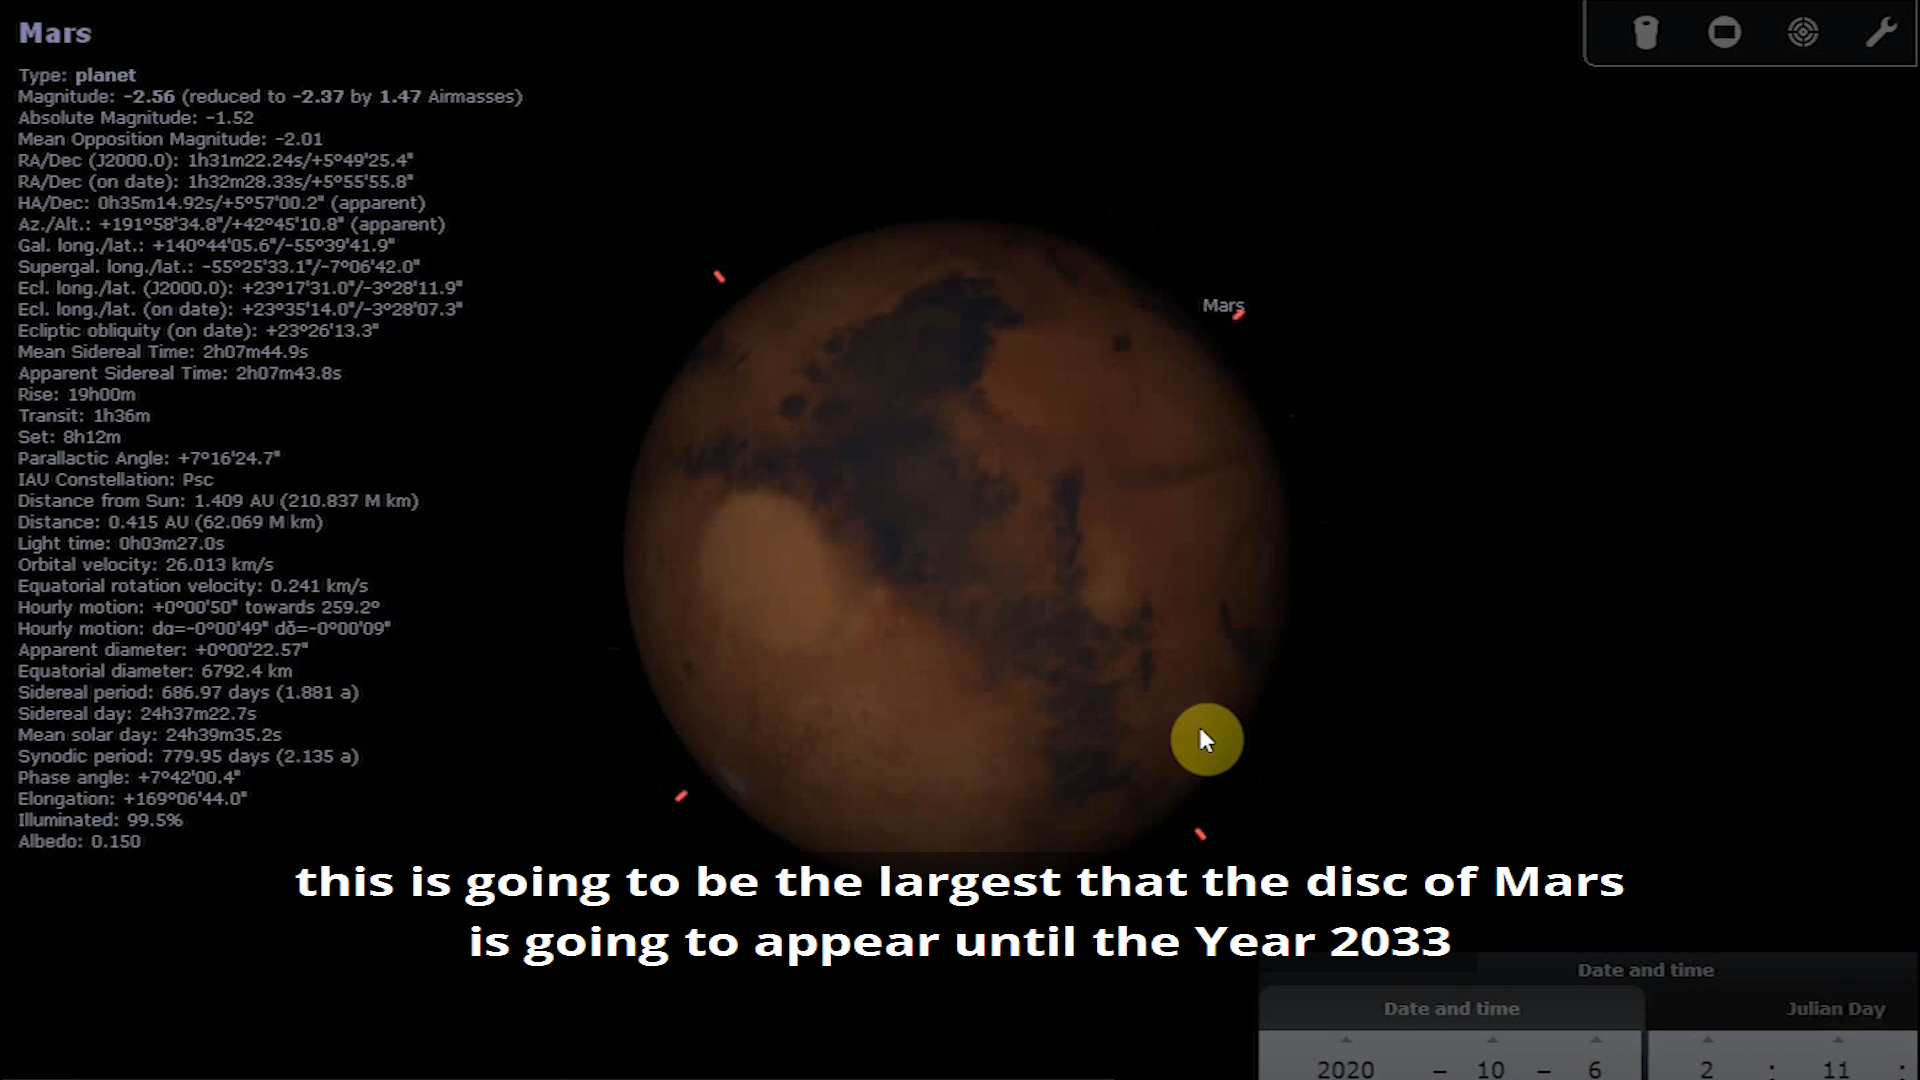 Mars
Type: planet
Magnitude: -2.56 (reduced to -2.37 by 1.47 Airmasses)
Absolute Magnitude: -1.52
Mean Opposition Magnitude: -2.01
RA/Dec (J2000.0): 1h31m22.24s/+5°49'25.4"
RA/Dec (on date): 1h32m28.33s/+5°55'55.8"
HA/Dec: 0h35m14.92s/+5°57'00.2" (apparent)
Az./Alt.: +191°58'34.8"/+42°45'10.8" (apparent)
Gal. long./lat.: +140°44'05.6"/-55°39'41.9"
Supergal. long./lat.: -55°25'33.1"/-7°06'42.0"
Ecl. long./lat. (J2000.0): +23°17'31.0"/-3°28'11.9"
Ecl. long./lat. (on date): +23°35'14.0"/-3°28'07.3"
Ecliptic obliquity (on date): +23°26'13.3"
Mean Sidereal Time: 2h07m44.9s
Apparent Sidereal Time: 2h07m43.8s
Rise: 19h00m
Transit: 1h36m
Set: 8h12m
Parallactic Angle: +7°16'24.7"
IAU Constellation: Psc
Distance from Sun: 1.409 AU (210.837 M km)
Distance: 0.415 AU (62.069 M km)
Light time: 0h03m27.0s
Orbital velocity: 26.013 km/s
Equatorial rotation velocity: 0.241 km/s
Hourly motion: +0°00'50" towards 259.2°
Hourly motion: dα=-0°00'49" dδ=-0°00'09"
Apparent diameter: +0°00'22.57"
Equatorial diameter: 6792.4 km
Sidereal period: 686.97 days (1.881 a)
Sidereal day: 24h37m22.7s
Mean solar day: 24h39m35.2s
Synodic period: 779.95 days (2.135 a)
Phase angle: +7°42'00.4"
Elongation: +169°06'44.0"
Illuminated: 99.5%
Albedo: 0.150
Mars
this is going to be the largest that the disc of Mars
is going to appear until the Year 2033
Date and time
Date and time Julian Day
2020 - 10 - 6 2 : 11 :